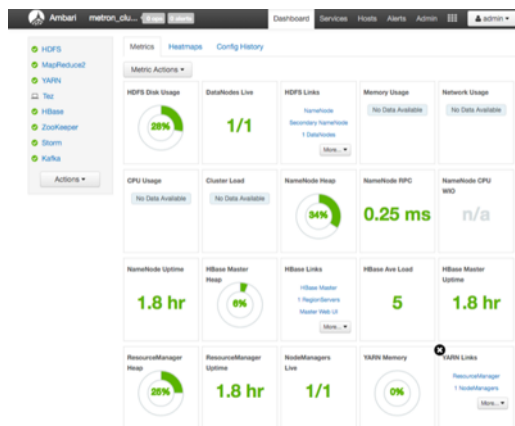 Ambari metron_clu... 0 ops 0 alerts Dashboard Services Hosts Alerts Admin admin
HDFS
MapReduce2
YARN
Tez
HBase
ZooKeeper
Storm
Kafka
Actions
Metrics Heatmaps Config History
Metric Actions
HDFS Disk Usage
28%
DataNodes Live
1/1
HDFS Links
NameNode
Secondary NameNode
1 DataNodes
More...
Memory Usage
No Data Available
Network Usage
No Data Available
CPU Usage
No Data Available
Cluster Load
No Data Available
NameNode Heap
34%
NameNode RPC
0.25 ms
NameNode CPU
WIO
n/a
NameNode Uptime
1.8 hr
HBase Master
Heap
6%
HBase Links
HBase Master
1 RegionServers
Master Web UI
More...
HBase Ave Load
5
HBase Master
Uptime
1.8 hr
ResourceManager
Heap
25%
ResourceManager
Uptime
1.8 hr
NodeManagers
Live
1/1
YARN Memory
0%
YARN Links
ResourceManager
1 NodeManagers
More...